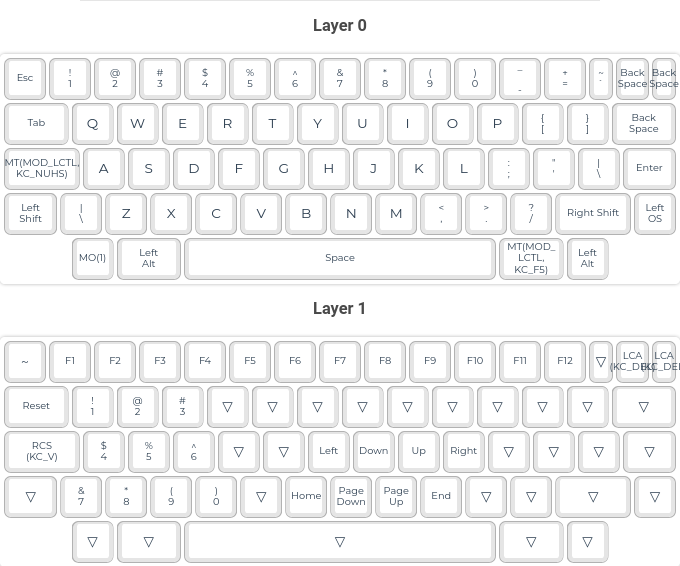 Layer 0
Esc ! 1 @ 2 # 3 $ 4 % 5 ^ 6 & 7 * 8 ( 9 ) 0 _ - + = ~ ` Back Space Back Space
Tab Q W E R T Y U I O P { [ } ] Back Space
MT(MOD_LCTL, KC_NUHS) A S D F G H J K L : ; " ' | \ Enter
Left Shift | \ Z X C V B N M < , > . ? / Right Shift Left OS
MO(1) Left Alt Space MT(MOD_LCTL, KC_F5) Left Alt
Layer 1
~ F1 F2 F3 F4 F5 F6 F7 F8 F9 F10 F11 F12 ▽ LCA (KC_DEL) LCA
Reset ! 1 @ 2 # 3 ▽ ▽ ▽ ▽ ▽ ▽ ▽ ▽ ▽ ▽
RCS (KC_V) $ 4 % 5 ^ 6 ▽ ▽ Left Down Up Right ▽ ▽ ▽ ▽
▽ & 7 * 8 ( 9 ) 0 ▽ Home Page Down Page Up End ▽ ▽ ▽ ▽
▽ ▽ ▽ ▽ ▽